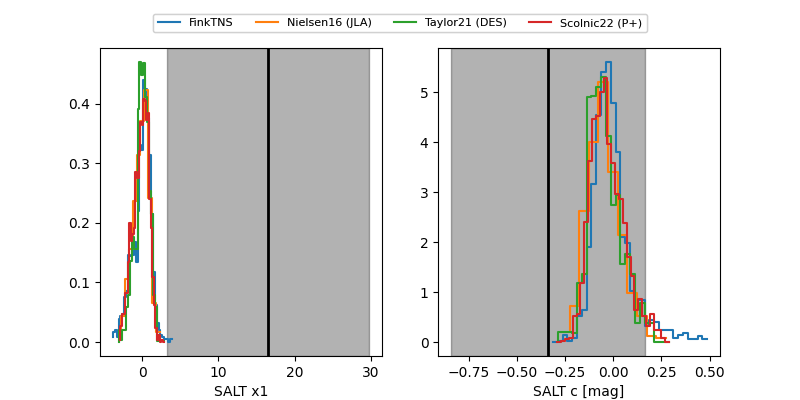 FinkTNS Nielsen16 (JLA) Taylor21 (DES) Scolnic22 (P+)
0.4
0.3
0.2
0.1
0.0
0 10 20 30
SALT x1
5
4
3
2
1
0
−0.75 −0.50 −0.25 0.00 0.25 0.50
SALT c [mag]